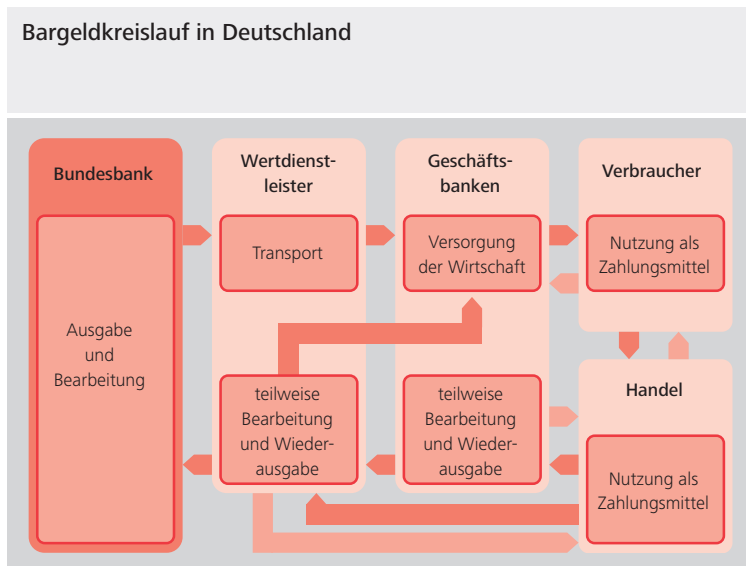 Bargeldkreislauf in Deutschland
Bundesbank
Ausgabe
und
Bearbeitung
Wertdienst-
leister
Transport
teilweise
Bearbeitung
und Wieder-
ausgabe
Geschäfts-
banken
Versorgung
der Wirtschaft
teilweise
Bearbeitung
und Wieder-
ausgabe
Verbraucher
Nutzung als
Zahlungsmittel
Handel
Nutzung als
Zahlungsmittel